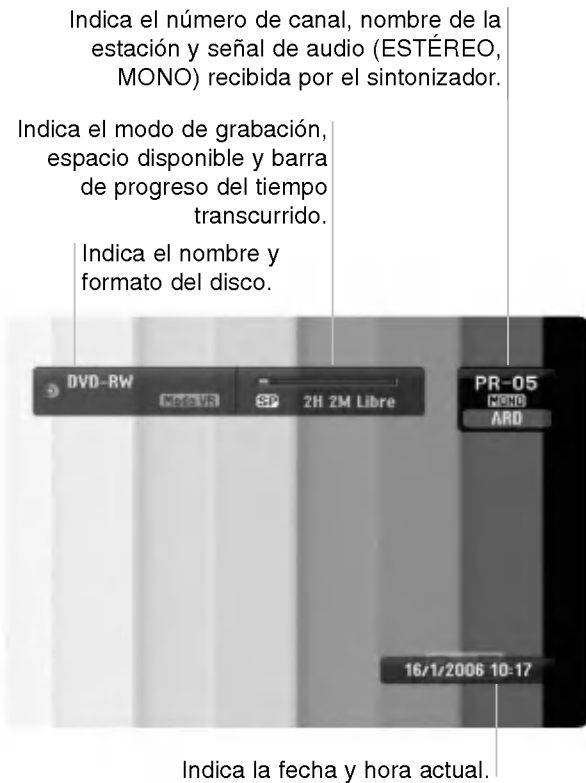 Indica el número de canal, nombre de la
estación y señal de audio (ESTÉREO,
MONO) recibida por el sintonizador.
Indica el modo de grabación,
espacio disponible y barra
de progreso del tiempo
transcurrido.
Indica el nombre y
formato del disco.
DVD-RW
Modo VR
SP 2H 2M Libre
PR-05
MONO
ARD
16/1/2006 10:17
Indica la fecha y hora actual.